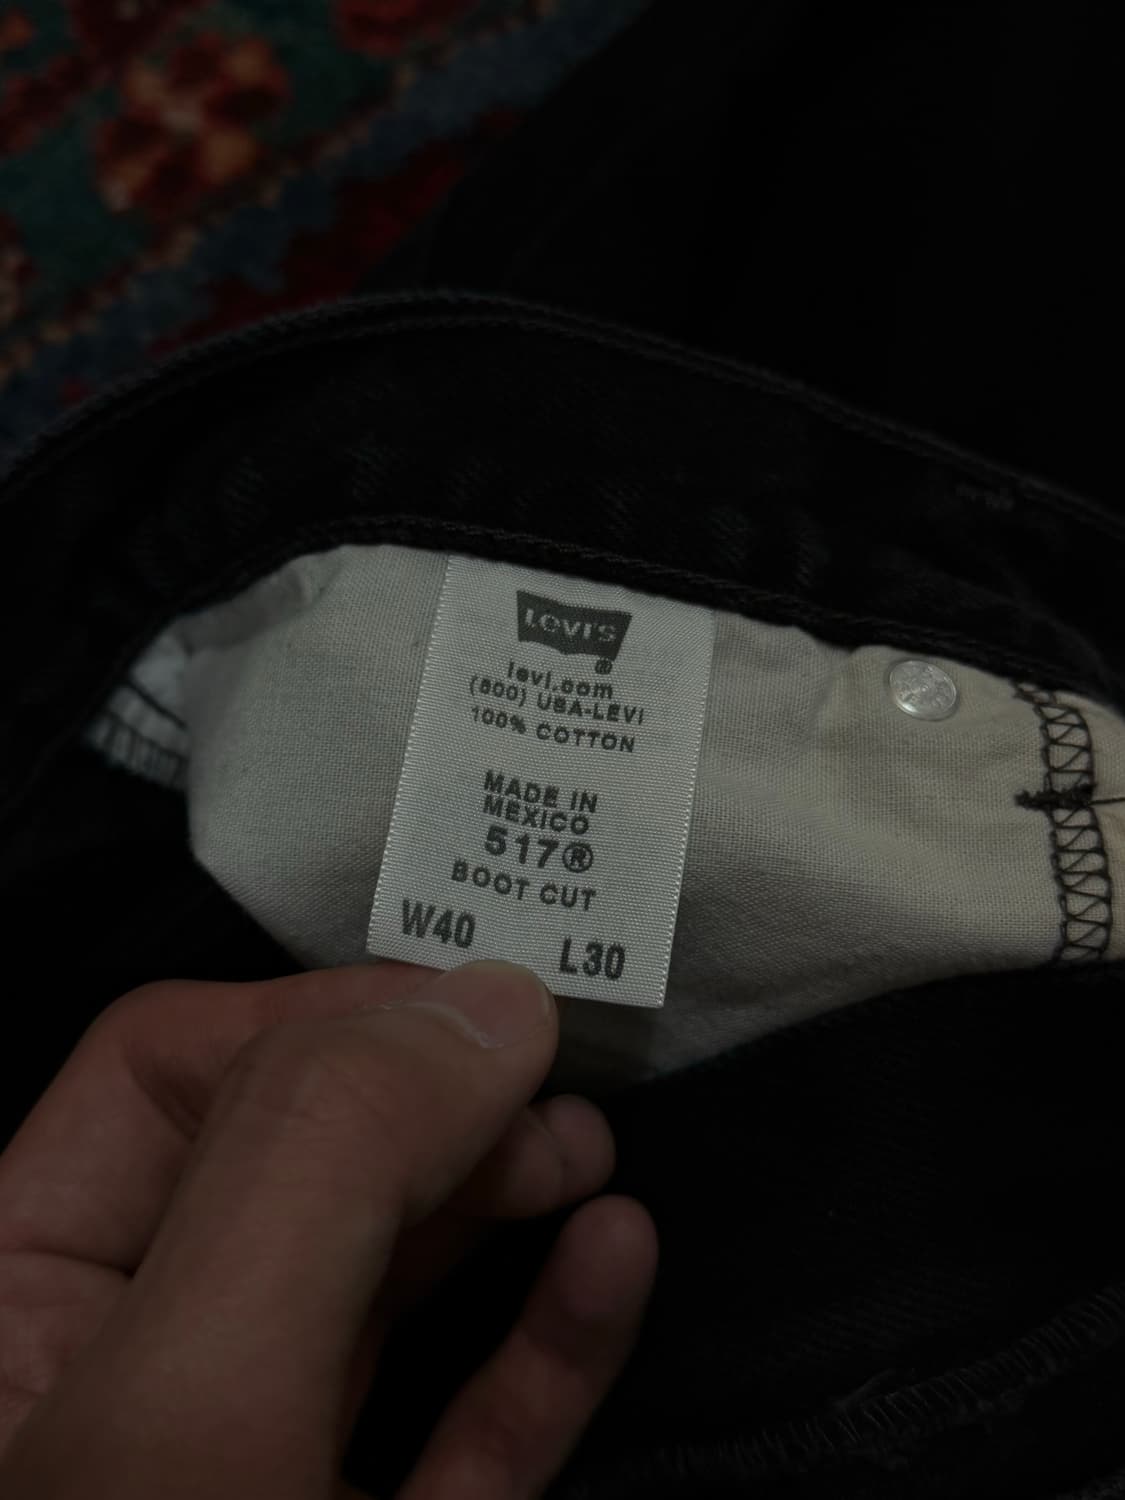 LEVI'S
®
levi.com
(800) USA-LEVI
100% COTTON
MADE IN
MEXICO
517®
BOOT CUT
W40 L30